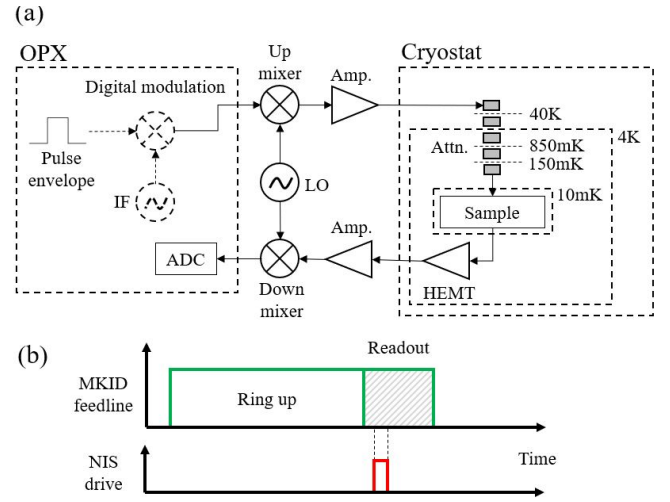 (a)
OPX
Digital modulation
Pulse
envelope
IF
ADC
Up
mixer
Amp.
LO
Amp.
Down
mixer
Cryostat
40K
4K
Attn.
850mK
150mK
10mK
Sample
HEMT
(b)
Readout
MKID
feedline
Ring up
NIS
drive
Time